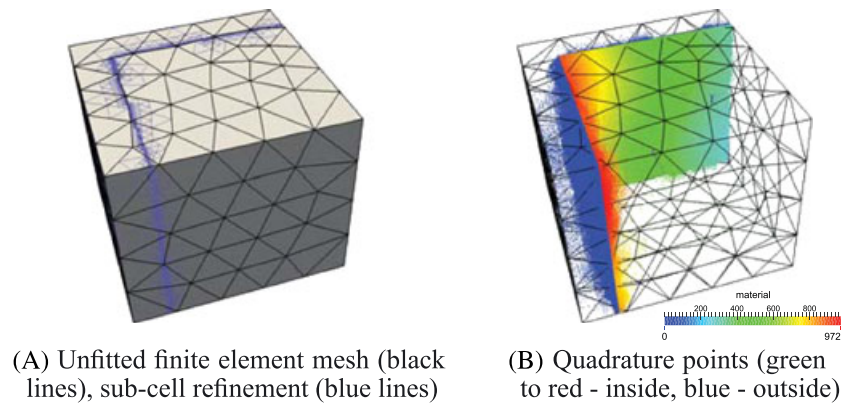 material
200 400 600 800
0 972
(A) Unfitted finite element mesh (black
lines), sub-cell refinement (blue lines)
(B) Quadrature points (green
to red - inside, blue - outside)